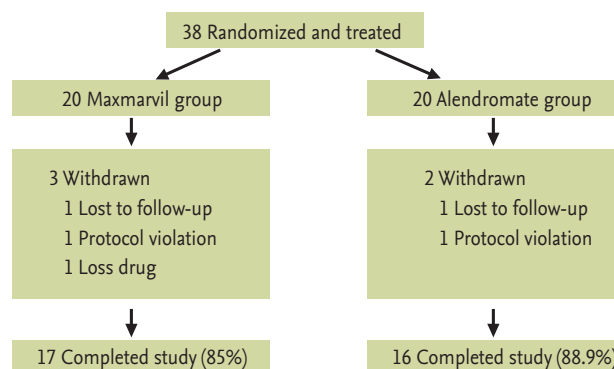 38 Randomized and treated
20 Maxmarvil group
20 Alendromate group
3 Withdrawn
1 Lost to follow-up
1 Protocol violation
1 Loss drug
2 Withdrawn
1 Lost to follow-up
1 Protocol violation
17 Completed study (85%)
16 Completed study (88.9%)